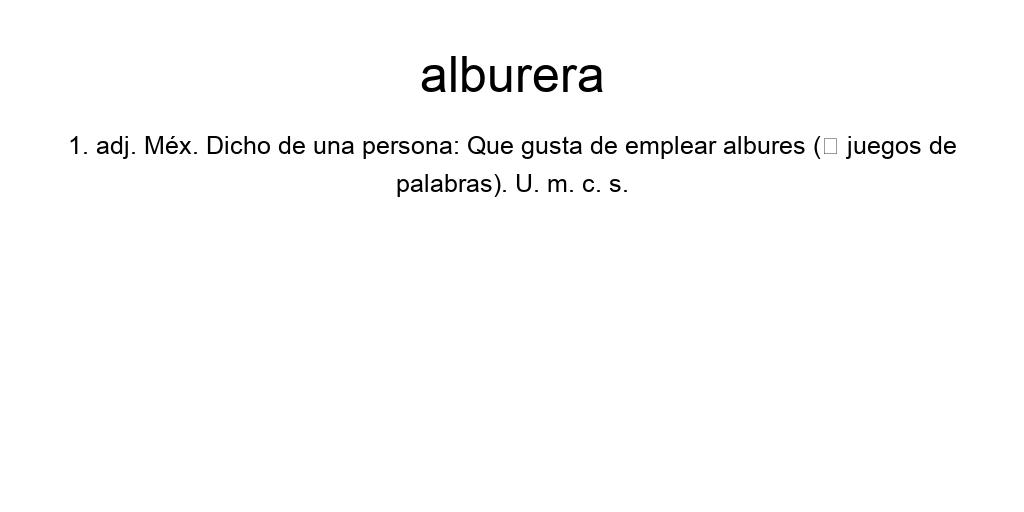 alburera
1. adj. Méx. Dicho de una persona: Que gusta de emplear albures (□ juegos de
palabras). U. m. c. s.